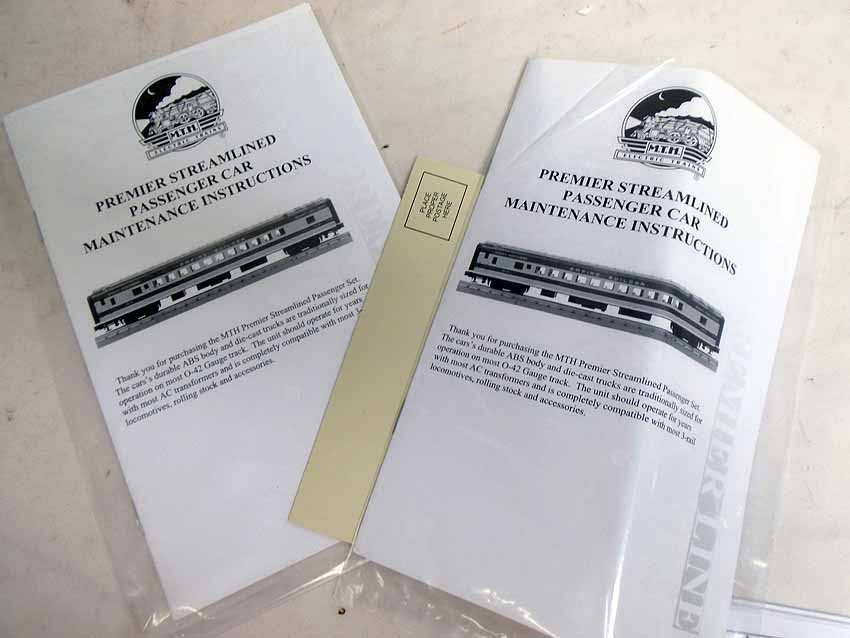 MTH
ELECTRIC TRAINS
PREMIER STREAMLINED
PASSENGER CAR
MAINTENANCE INSTRUCTIONS
EMPIRE BUILDER
Thank you for purchasing the MTH Premier Streamlined Passenger Set.
The cars's durable ABS body and die-cast trucks are traditionally sized for
operation on most O-42 Gauge track. The unit should operate for years
with most AC transformers and is completely compatible with most 3-
locomotives, rolling stock and accessories.
PLACE
PROPER
POSTAGE
HERE
MTH
ELECTRIC TRAINS
PREMIER STREAMLINED
PASSENGER CAR
MAINTENANCE INSTRUCTIONS
EMPIRE BUILDER
Thank you for purchasing the MTH Premier Streamlined Passenger Set.
The cars's durable ABS body and die-cast trucks are traditionally sized for
operation on most O-42 Gauge track. The unit should operate for years
with most AC transformers and is completely compatible with most 3-rail
locomotives, rolling stock and accessories.
PREMIER LINE